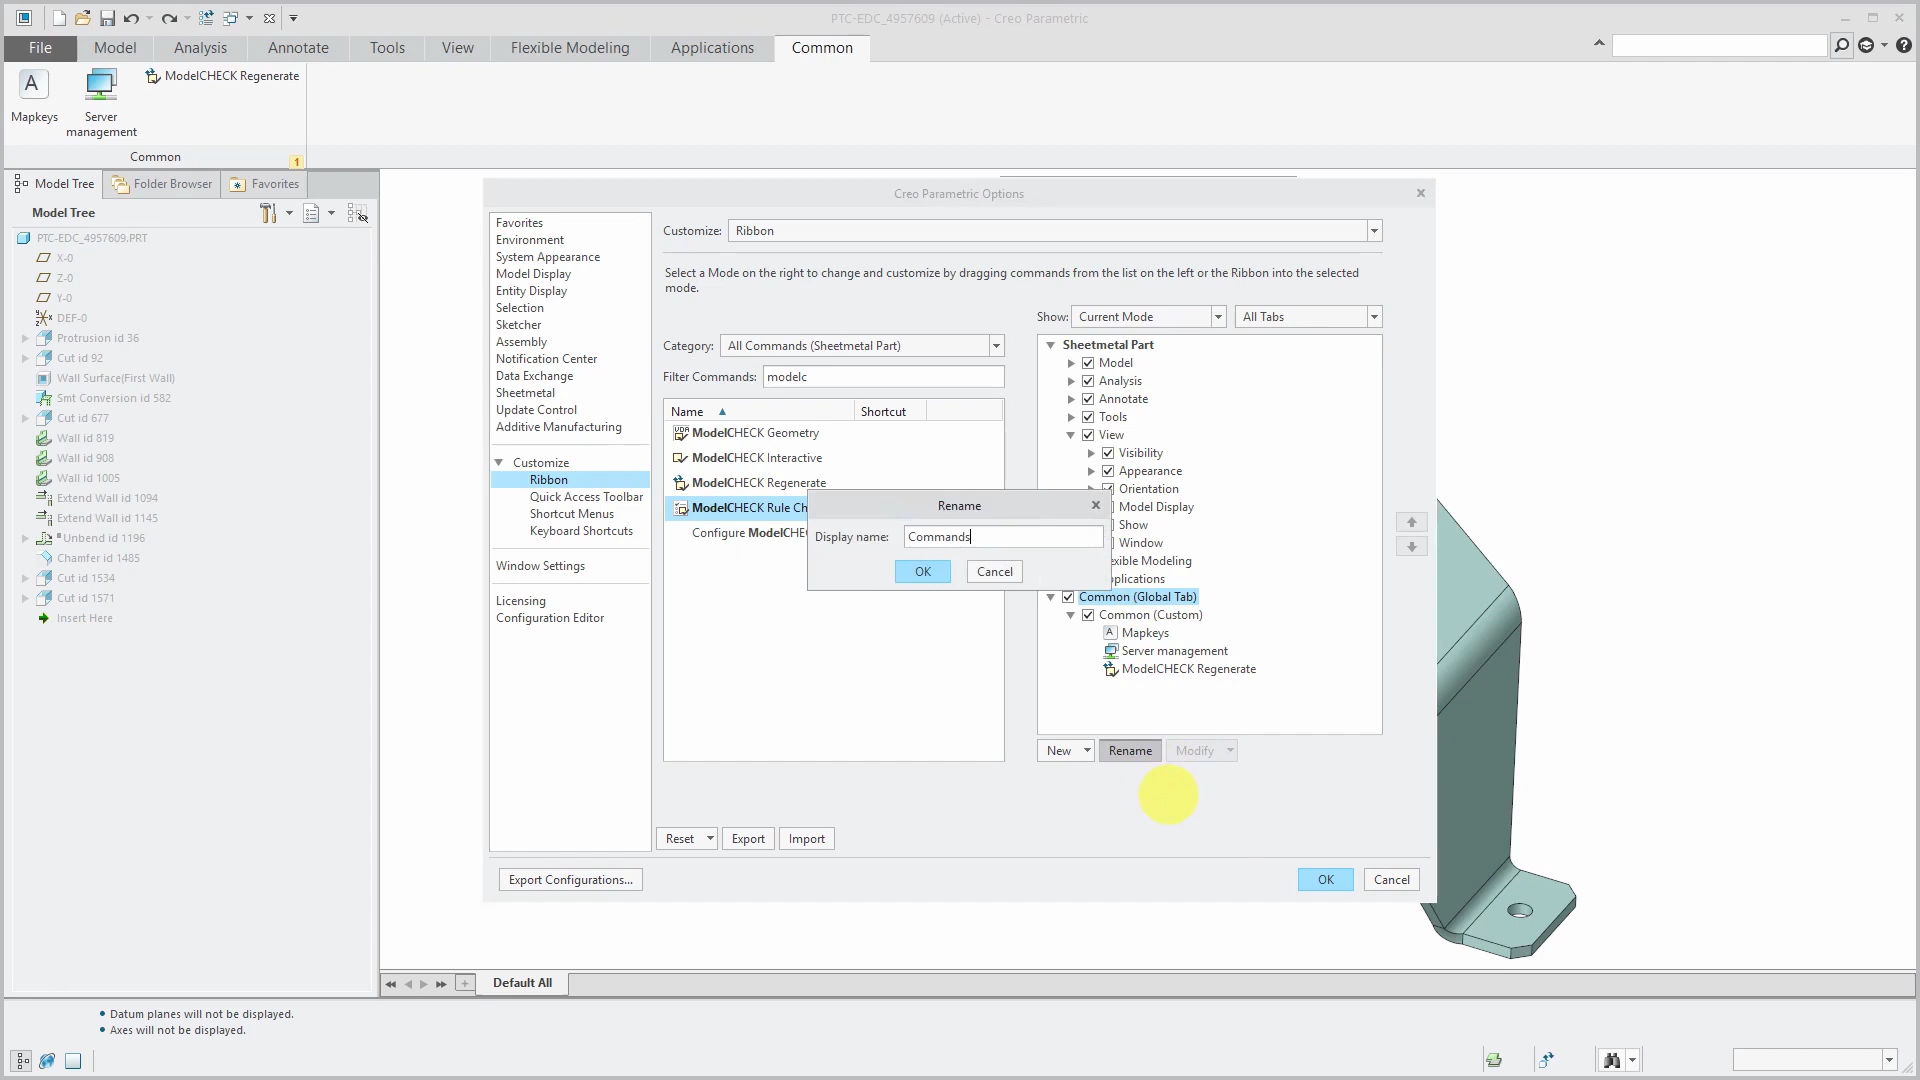 PTC-EDC_4957609 (Active) - Creo Parametric
File
Model
Analysis
Annotate
Tools
View
Flexible Modeling
Applications
Common
A
Mapkeys
Server
management
ModelCHECK Regenerate
Common
1
Model Tree
Folder Browser
Favorites
Model Tree
PTC-EDC_4957609.PRT
X-0
Z-0
Y-0
DEF-0
Protrusion id 36
Cut id 92
Wall Surface(First Wall)
Smt Conversion id 582
Cut id 677
Wall id 819
Wall id 908
Wall id 1005
Extend Wall id 1094
Extend Wall id 1145
Unbend id 1196
Chamfer id 1485
Cut id 1534
Cut id 1571
Insert Here
Creo Parametric Options
Favorites
Environment
System Appearance
Model Display
Entity Display
Selection
Sketcher
Assembly
Notification Center
Data Exchange
Sheetmetal
Update Control
Additive Manufacturing
Customize
Ribbon
Quick Access Toolbar
Shortcut Menus
Keyboard Shortcuts
Window Settings
Licensing
Configuration Editor
Customize: Ribbon
Select a Mode on the right to change and customize by dragging commands from the list on the left or the Ribbon into the selected
mode.
Show: Current Mode
All Tabs
Category: All Commands (Sheetmetal Part)
Filter Commands: modelc
Name
Shortcut
ModelCHECK Geometry
ModelCHECK Interactive
ModelCHECK Regenerate
ModelCHECK Rule Ch
Configure ModelCHE
Sheetmetal Part
Model
Analysis
Annotate
Tools
View
Visibility
Appearance
Orientation
Model Display
Show
Window
exible Modeling
pplications
Common (Global Tab)
Common (Custom)
A Mapkeys
Server management
ModelCHECK Regenerate
Rename
Display name: Commands
OK
Cancel
New
Rename
Modify
Reset
Export
Import
Export Configurations...
OK
Cancel
Default All
Datum planes will not be displayed.
Axes will not be displayed.